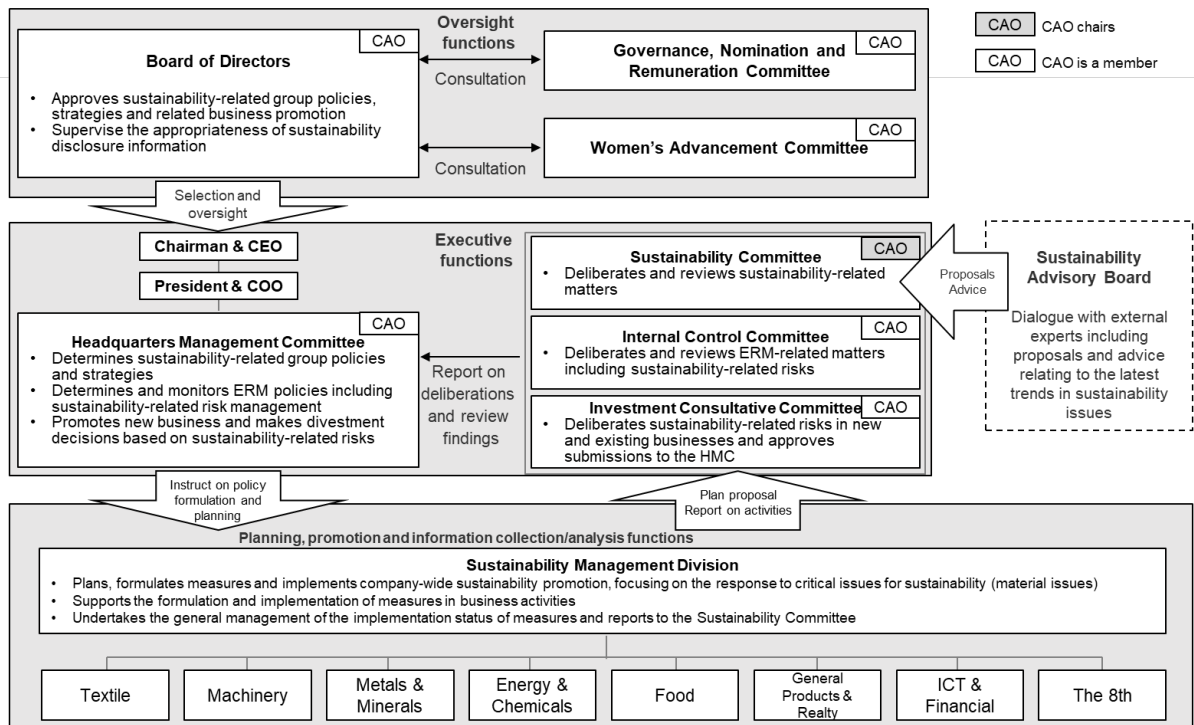 Oversight
functions
CAO
Board of Directors
• Approves sustainability-related group policies,
strategies and related business promotion
• Supervise the appropriateness of sustainability
disclosure information
Consultation
CAO
Governance, Nomination and
Remuneration Committee
Consultation
CAO
Women's Advancement Committee
CAO CAO chairs
CAO CAO is a member
Selection and
oversight
Executive
functions
Chairman & CEO
President & COO
CAO
Headquarters Management Committee
• Determines sustainability-related group policies
and strategies
• Determines and monitors ERM policies including
sustainability-related risk management
• Promotes new business and makes divestment
decisions based on sustainability-related risks
Report on
deliberations
and review
findings
CAO
Sustainability Committee
• Deliberates and reviews sustainability-related
matters
CAO
Internal Control Committee
• Deliberates and reviews ERM-related matters
including sustainability-related risks
CAO
Investment Consultative Committee
• Deliberates sustainability-related risks in new
and existing businesses and approves
submissions to the HMC
Proposals
Advice
Sustainability
Advisory Board
Dialogue with external
experts including
proposals and advice
relating to the latest
trends in sustainability
issues
Instruct on policy
formulation and
planning
Plan proposal
Report on activities
Planning, promotion and information collection/analysis functions
Sustainability Management Division
• Plans, formulates measures and implements company-wide sustainability promotion, focusing on the response to critical issues for sustainability (material issues)
• Supports the formulation and implementation of measures in business activities
• Undertakes the general management of the implementation status of measures and reports to the Sustainability Committee
Textile
Machinery
Metals &
Minerals
Energy &
Chemicals
Food
General
Products &
Realty
ICT &
Financial
The 8th